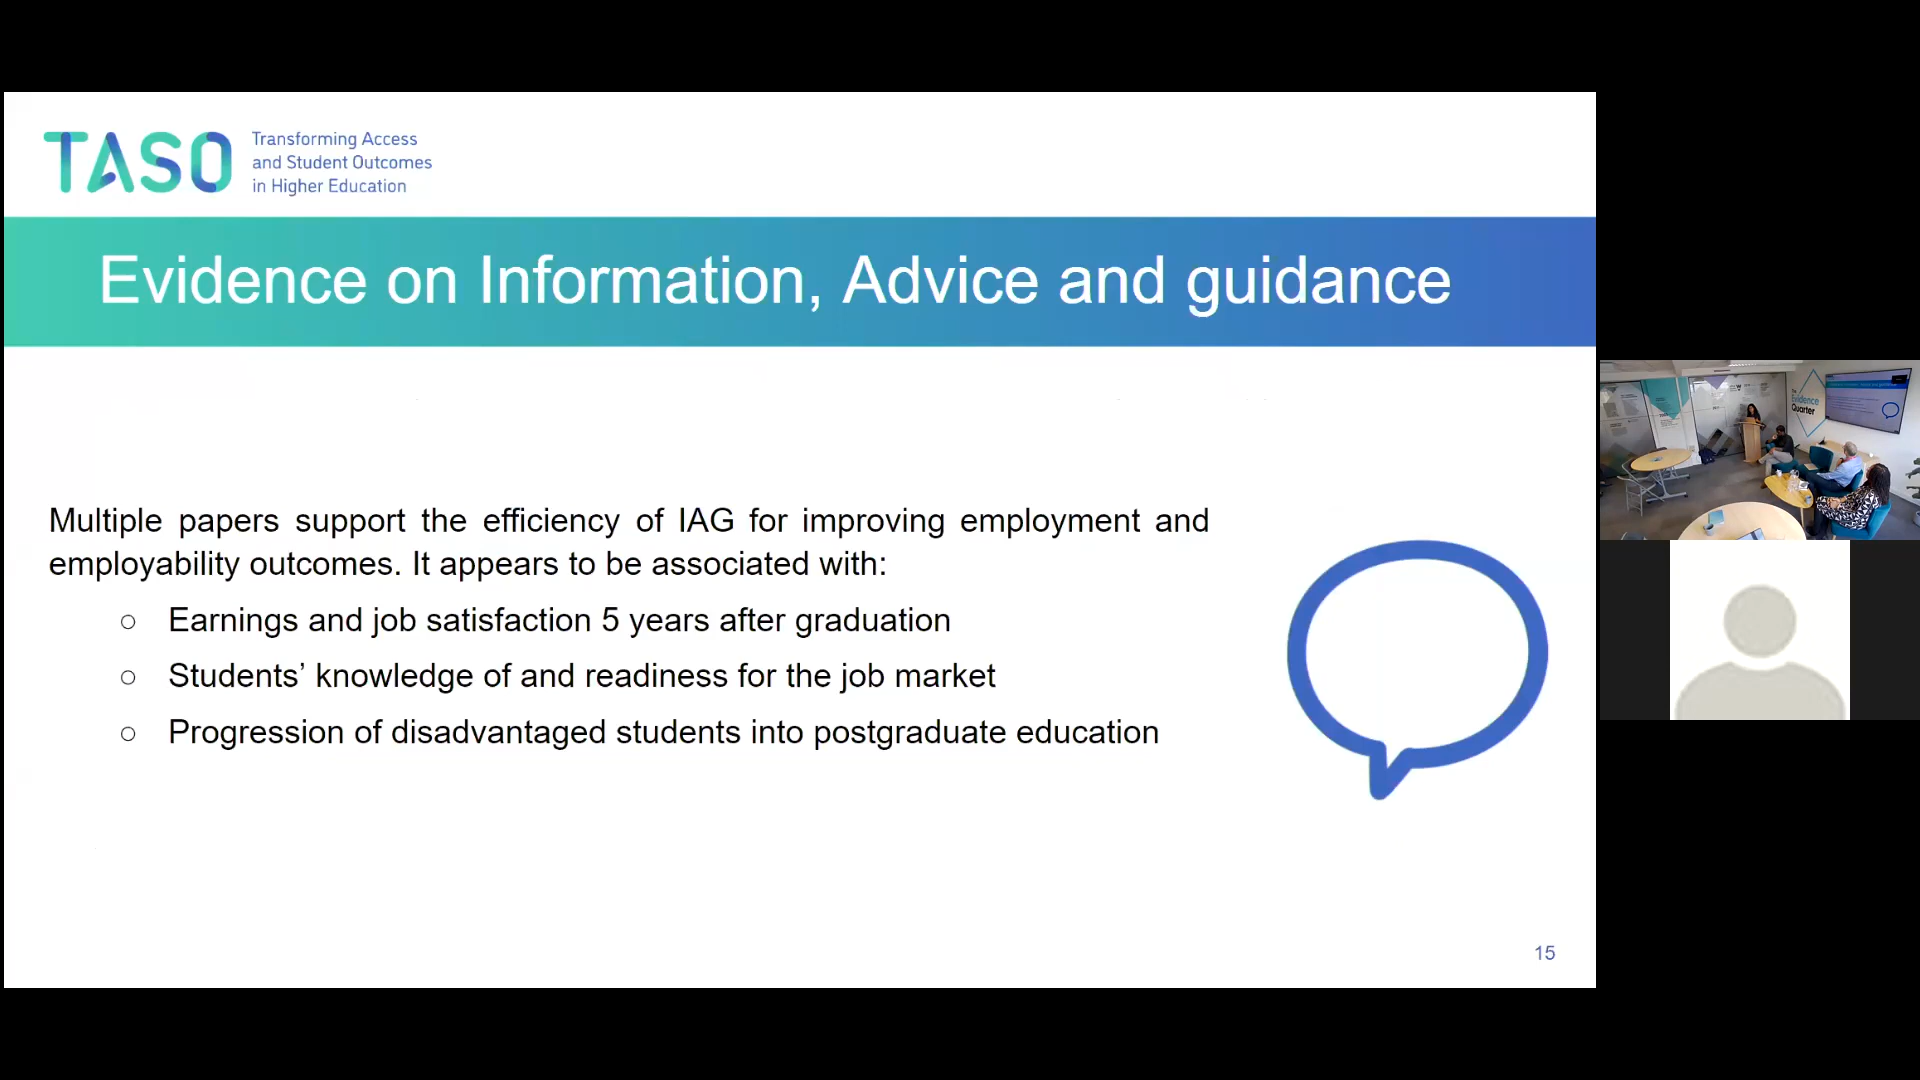 TASO
Transforming Access
and Student Outcomes
in Higher Education
Evidence on Information, Advice and guidance
Multiple papers support the efficiency of IAG for improving employment and
employability outcomes. It appears to be associated with:
○ Earnings and job satisfaction 5 years after graduation
○ Students’ knowledge of and readiness for the job market
○ Progression of disadvantaged students into postgraduate education
15
Evidence
Quarter